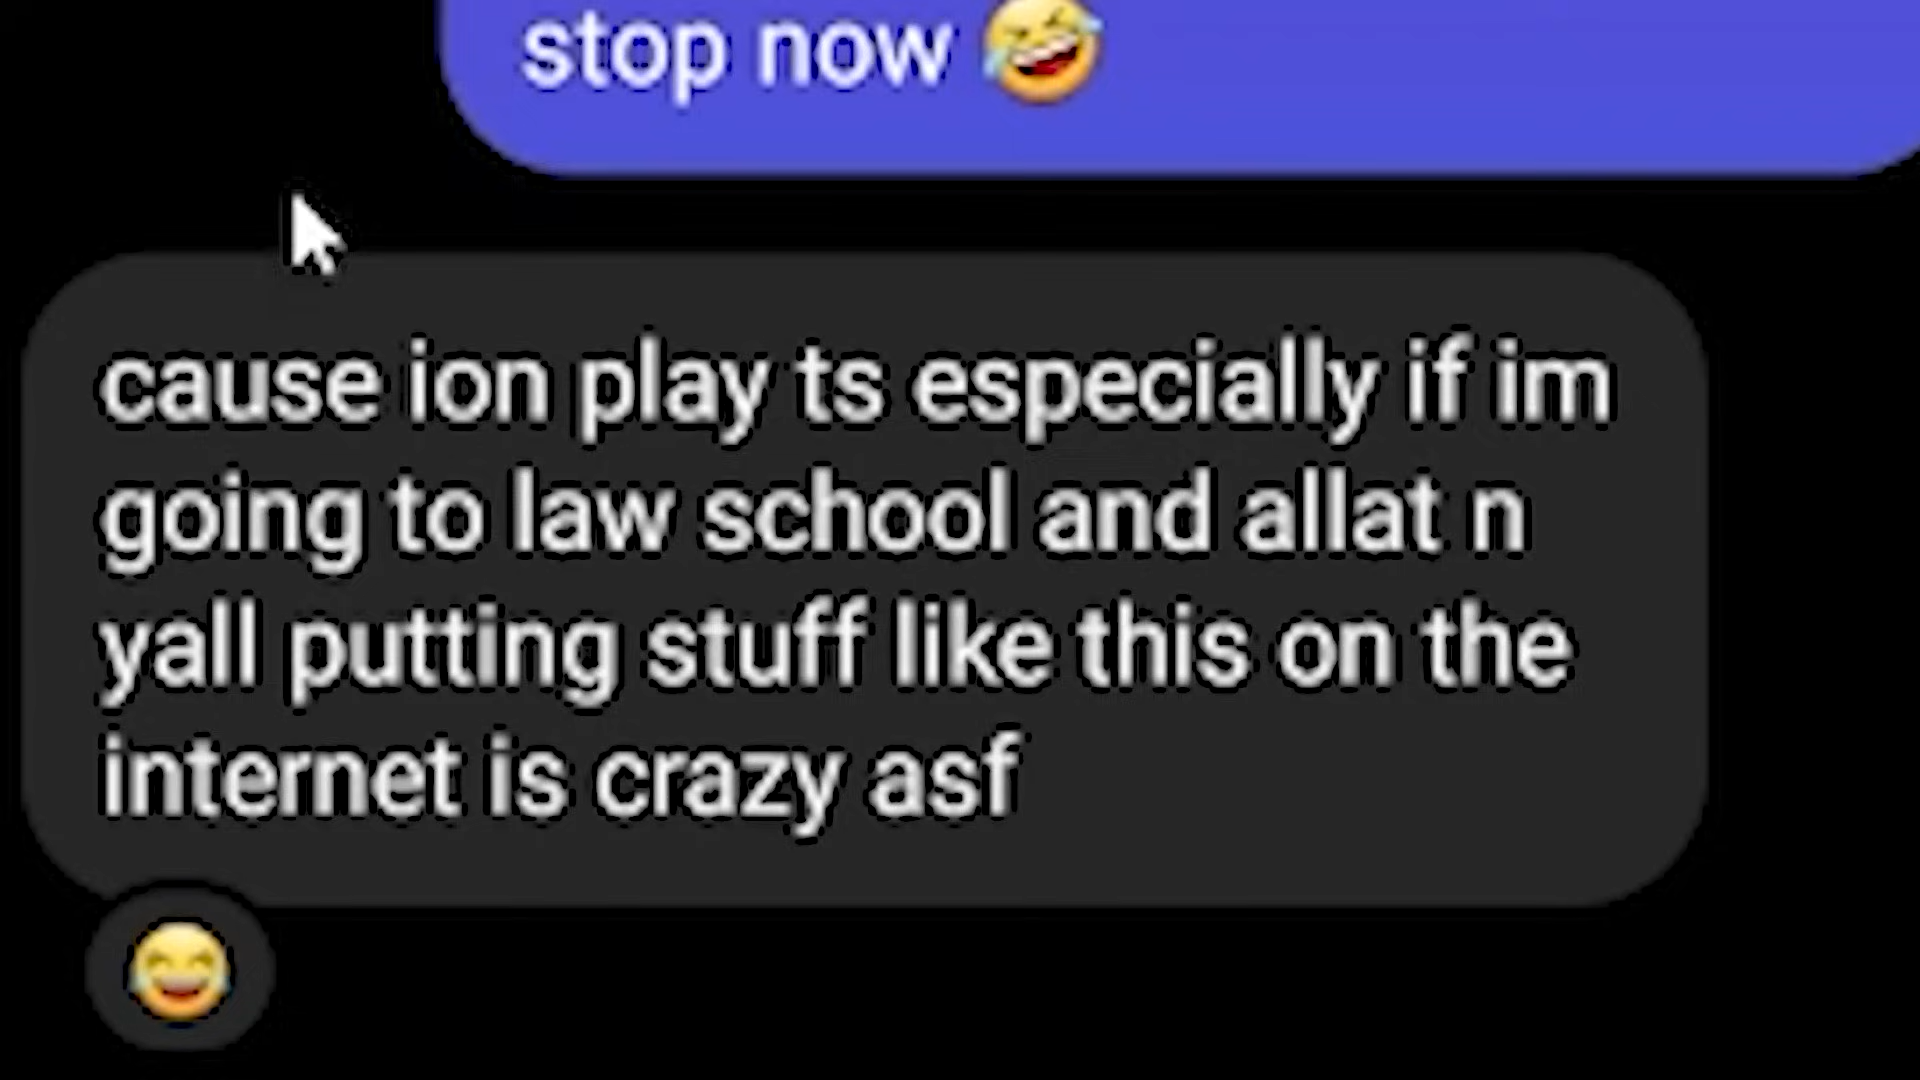 stop now 🤣
cause ion play ts especially if im
going to law school and allat n
yall putting stuff like this on the
internet is crazy asf
😂